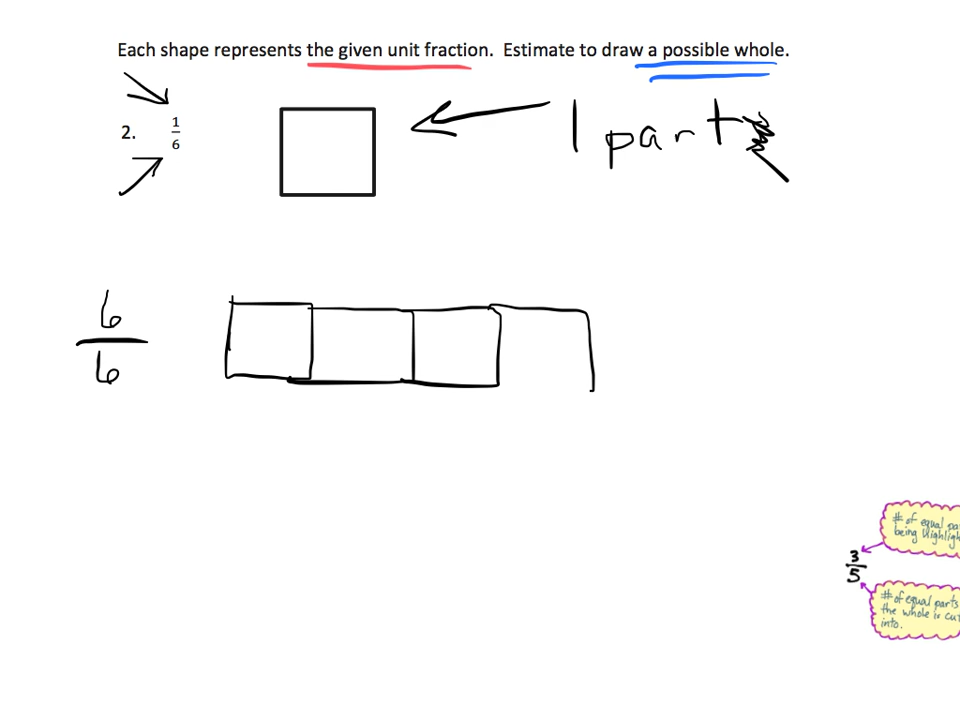 Each shape represents the given unit fraction. Estimate to draw a possible whole.
2. 1/6
1 part
6/6
# of equal
being
3/5
# of equal parts
the whole is
into.